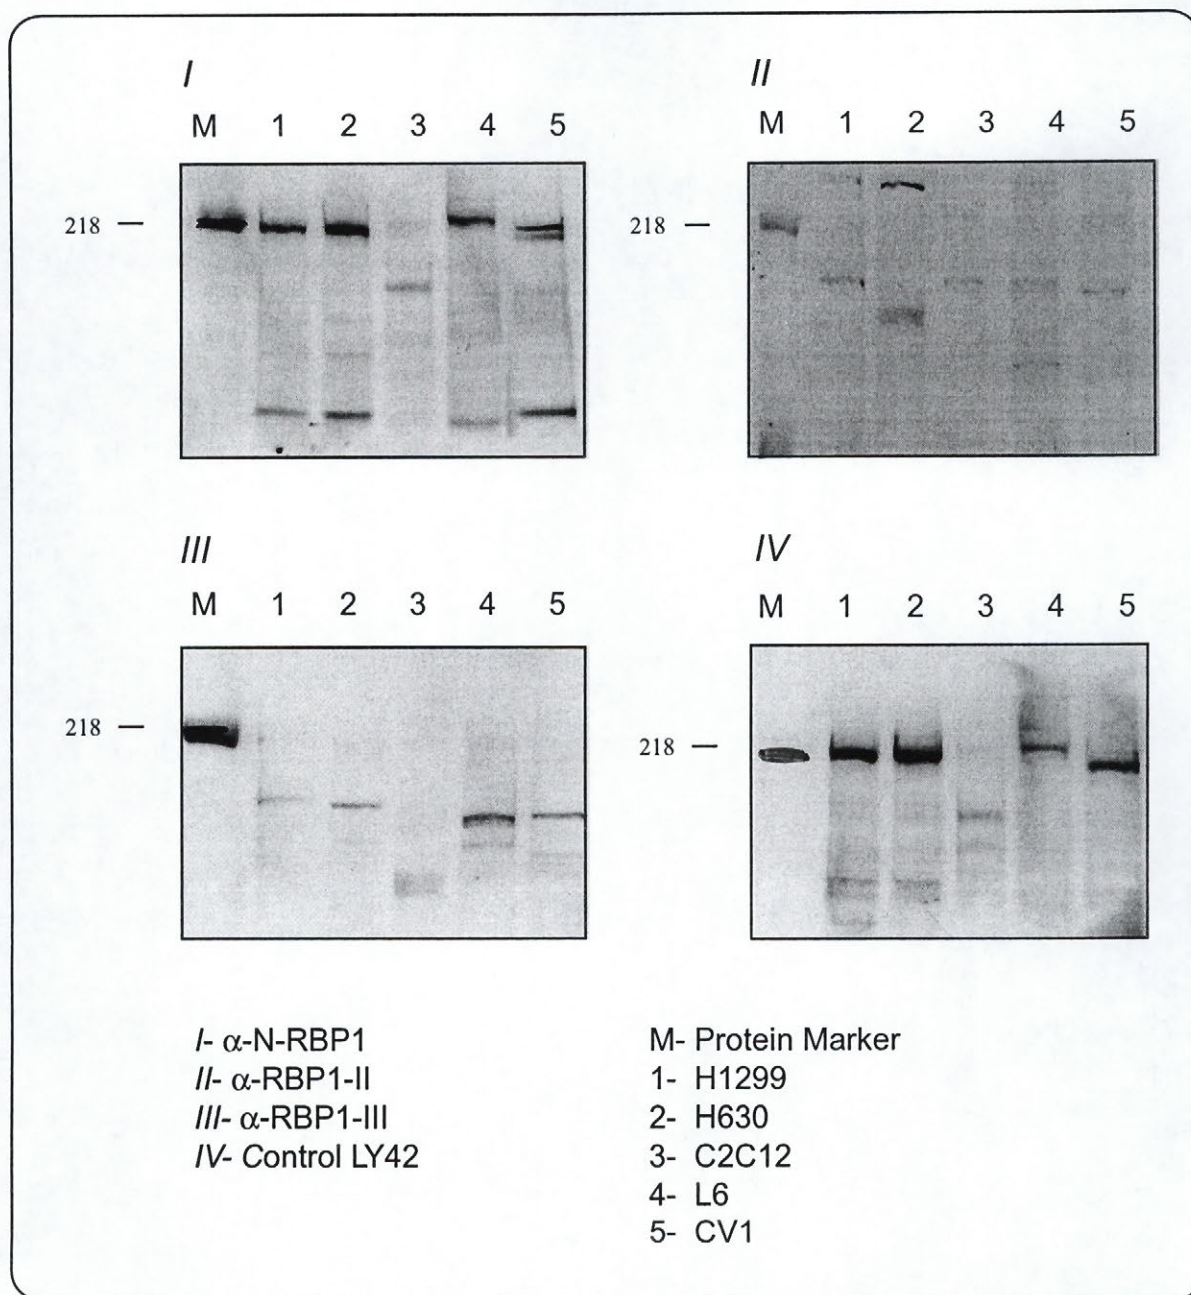 I
M 1 2 3 4 5
218 —
II
M 1 2 3 4 5
218 —
III
M 1 2 3 4 5
218 —
IV
M 1 2 3 4 5
218 —
I- α-N-RBP1
II- α-RBP1-II
III- α-RBP1-III
IV- Control LY42
M- Protein Marker
1- H1299
2- H630
3- C2C12
4- L6
5- CV1